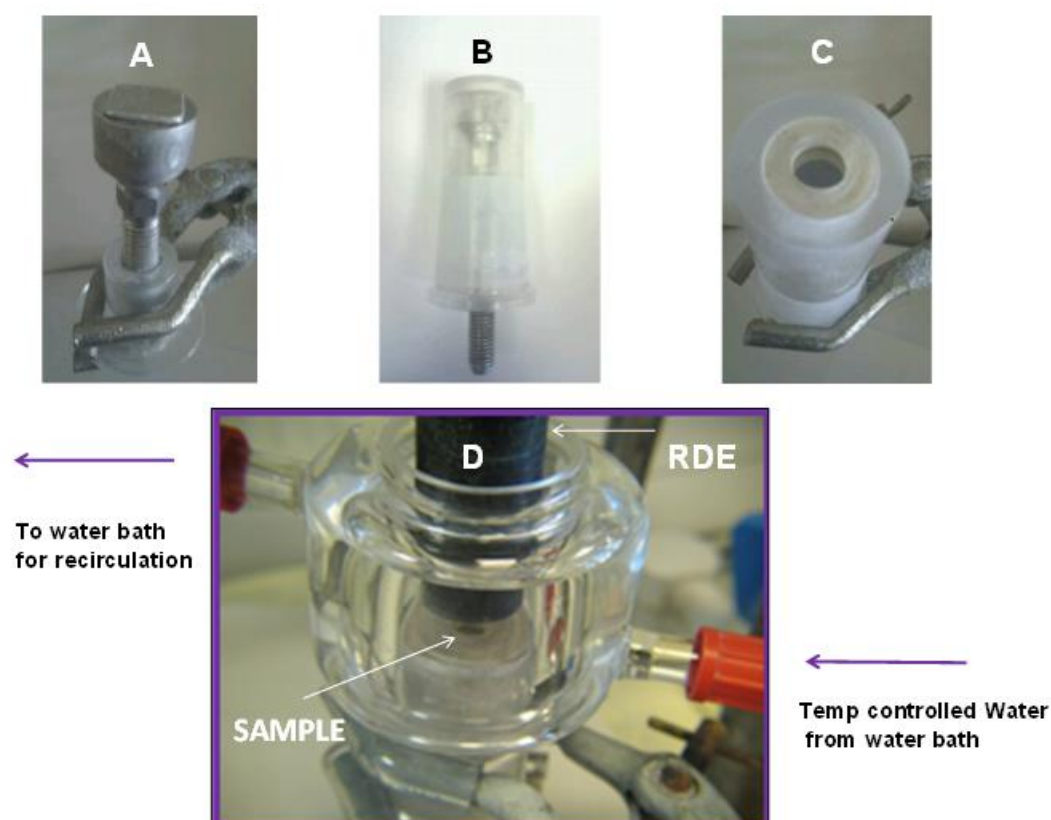 A
B
C
D
RDE
To water bath
for recirculation
SAMPLE
Temp controlled Water
from water bath